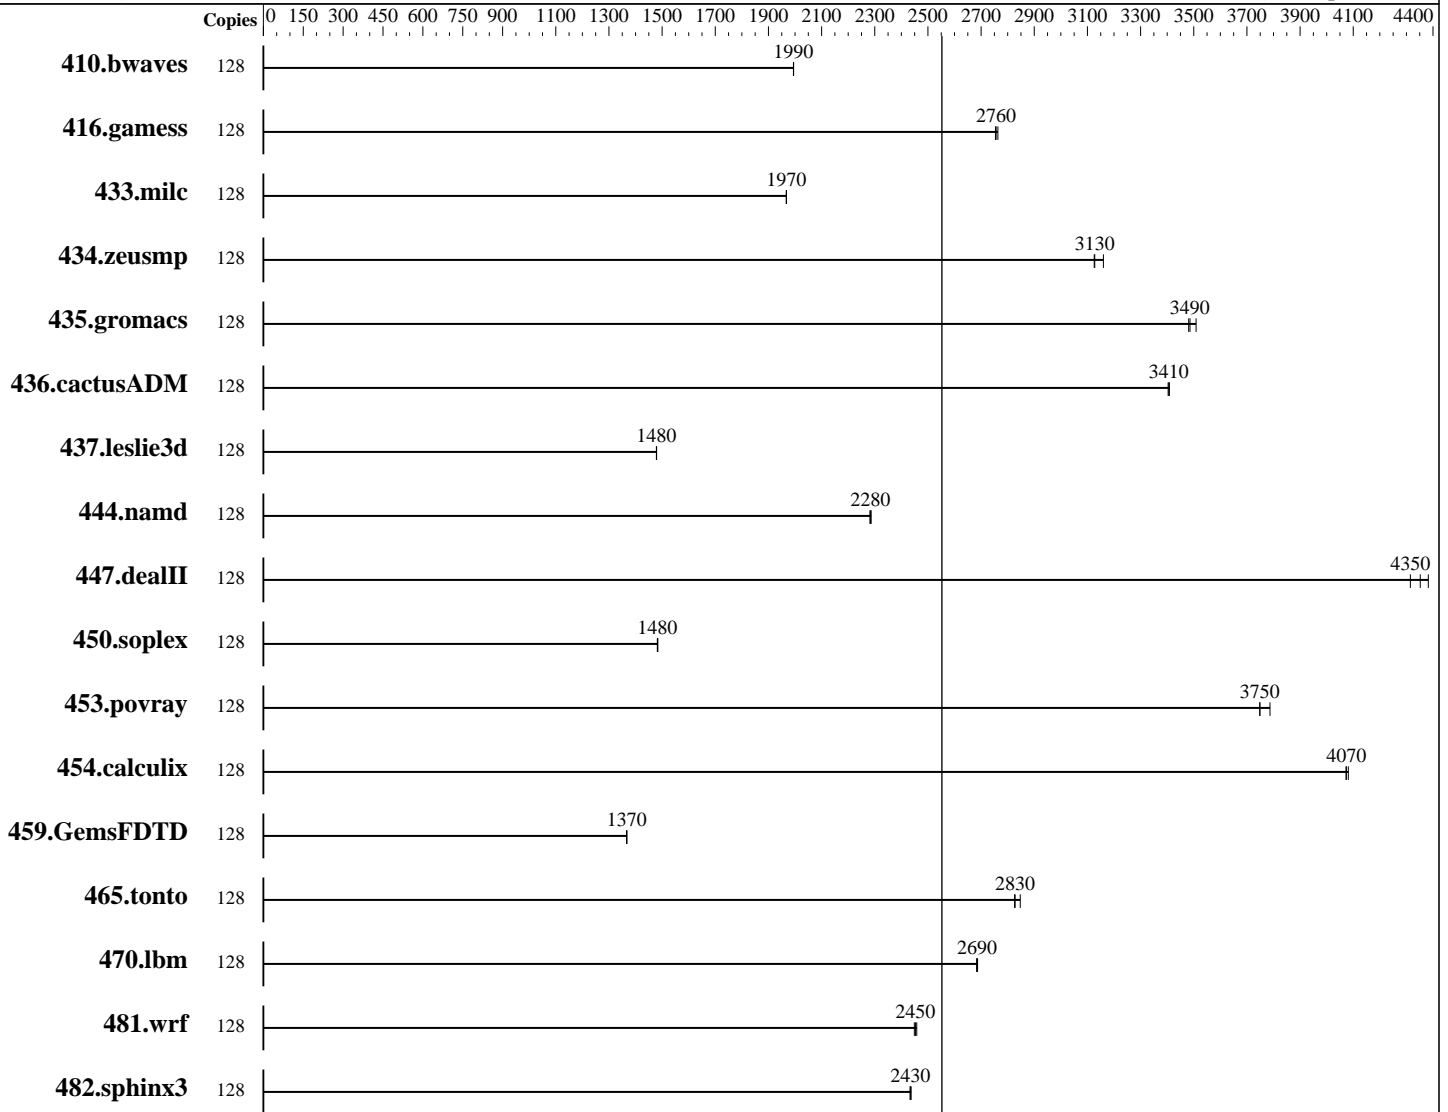 Copies 0 150 300 450 600 750 900 1100 1300 1500 1700 1900 2100 2300 2500 2700 2900 3100 3300 3500 3700 3900 4100 4400
410.bwaves 128 1990
416.gamess 128 2760
433.milc 128 1970
434.zeusmp 128 3130
435.gromacs 128 3490
436.cactusADM 128 3410
437.leslie3d 128 1480
444.namd 128 2280
447.dealII 128 4350
450.soplex 128 1480
453.povray 128 3750
454.calculix 128 4070
459.GemsFDTD 128 1370
465.tonto 128 2830
470.lbm 128 2690
481.wrf 128 2450
482.sphinx3 128 2430